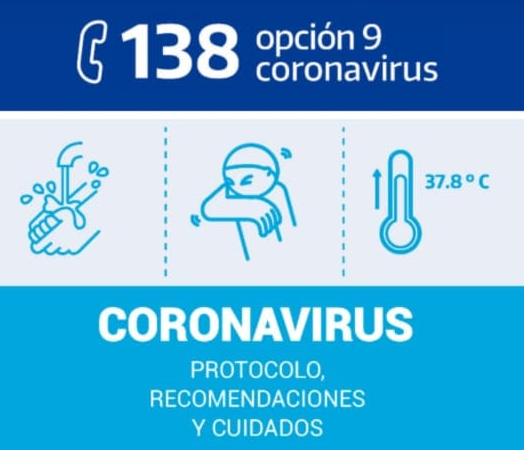 138 opción 9
coronavirus
37.8 º C
CORONAVIRUS
PROTOCOLO,
RECOMENDACIONES
Y CUIDADOS